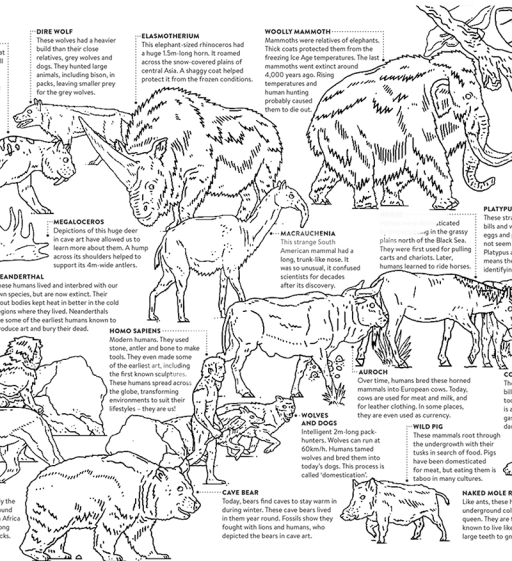 DIRE WOLF
These wolves had a heavier
build than their close
relatives, grey wolves and
dogs. They hunted large
animals, including bison, in
packs, leaving smaller prey
for the grey wolves.
ELASMOTHERIUM
This elephant-sized rhinoceros had
a huge 1.5m-long horn. It roamed
across the snow-covered plains of
central Asia. A shaggy coat helped
protect it from the frozen conditions.
WOOLLY MAMMOTH
Mammoths were relatives of elephants.
Thick coats protected them from the
freezing Ice Age temperatures. The last
mammoths went extinct around
4,000 years ago. Rising
temperatures and
human hunting
probably caused
them to die out.
MEGALOCEROS
Depictions of this huge deer
in cave art have allowed us to
learn more about them. A hump
across its shoulders helped to
support its 4m-wide antlers.
MACRAUCHENIA
This strange South
American mammal had a
long, trunk-like nose. It
was so unusual, it confused
scientists for decades
after its discovery.
ticated
in the grassy
plains north of the Black Sea.
They were first used for pulling
carts and chariots. Later,
humans learned to ride horses.
PLATYPU
These stra
bills and w
eggs and
not seem
Platypus a
means the
identifyin
EANDERTHAL
ese humans lived and interbred with our
wn species, but are now extinct. Their
out bodies kept heat in better in the cold
egions where they lived. Neanderthals
e some of the earliest humans known to
oduce art and bury their dead.
HOMO SAPIENS
Modern humans. They used
stone, antler and bone to make
tools. They even made some
of the earliest art, including
the first known sculptures.
These humans spread across
the globe, transforming
environments to suit their
lifestyles – they are us!
AUROCH
Over time, humans bred these horned
mammals into European cows. Today,
cows are used for meat and milk, and
for leather clothing. In some places,
they are even used as currency.
WOLVES
AND DOGS
Intelligent 2m-long pack-
hunters. Wolves can run at
60km/h. Humans tamed
wolves and bred them into
today's dogs. This process is
called 'domestication'.
WILD PIG
These mammals root through
the undergrowth with their
tusks in search of food. Pigs
have been domesticated
for meat, but eating them is
taboo in many cultures.
CAVE BEAR
Today, bears find caves to stay warm in
during winter. These cave bears lived
in them year round. Fossils show they
fought with lions and humans, who
depicted the bears in cave art.
NAKED MOLE R
Like ants, these h
underground col
queen. They are t
known to live like
large teeth to gn
ly the
ound
Africa
ong
cks.